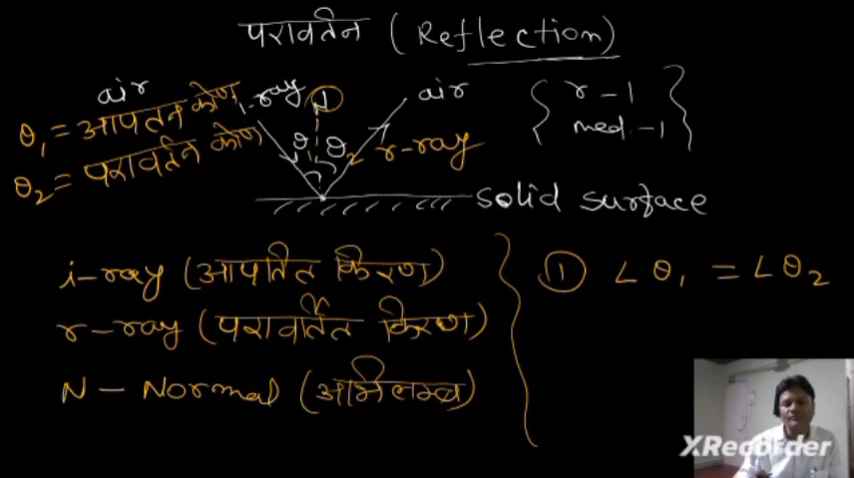 परावर्तन (Reflection)
air i-ray N air
θ₁ = आपतन कोण
θ₂ = परावर्तन कोण
θ₁ θ₂ r-ray
r – 1
med. – 1
solid surface
i-ray (आपतित किरण)
r-ray (परावर्तित किरण)
N – Normal (अभिलम्ब)
① ∠θ₁ = ∠θ₂
XRecorder